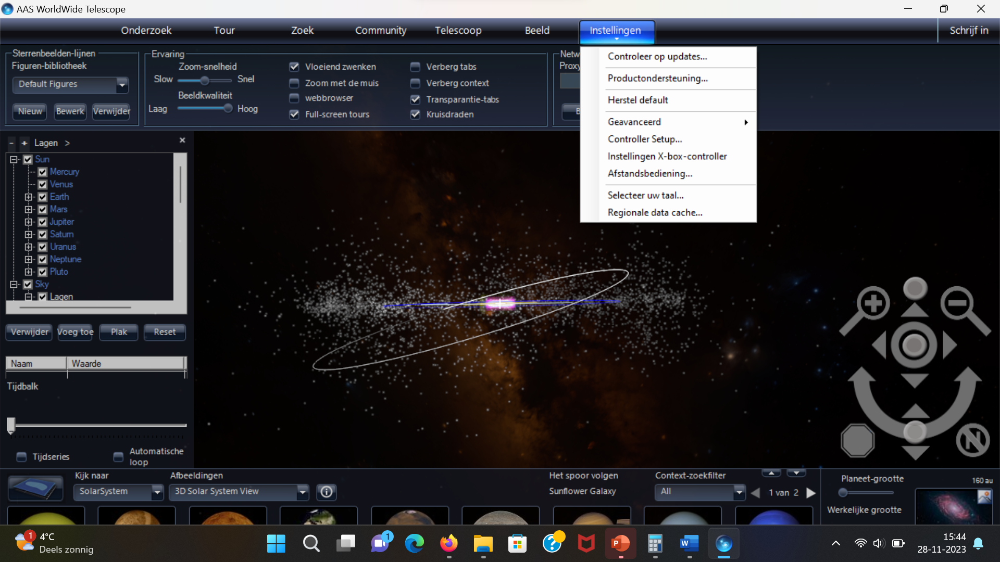 AAS WorldWide Telescope
Onderzoek
Tour
Zoek
Community
Telescoop
Beeld
Instellingen
Schrijf in
Sterrenbeelden-lijnen
Figuren-bibliotheek
Default Figures
Nieuw
Bewerk
Verwijder
Ervaring
Zoom-snelheid
Slow
Snel
Beeldkwaliteit
Laag
Hoog
Vloeiend zwenken
Zoom met de muis
webbrowser
Full-screen tours
Verberg tabs
Verberg context
Transparantie-tabs
Kruisdraden
Netw
Proxy
B
Controleer op updates...
Productondersteuning...
Herstel default
Geavanceerd
Controller Setup...
Instellingen X-box-controller
Afstandsbediening...
Selecteer uw taal...
Regionale data cache...
- + Lagen >
Sun
Mercury
Venus
Earth
Mars
Jupiter
Saturn
Uranus
Neptune
Pluto
Sky
Lagen
Verwijder
Voeg toe
Plak
Reset
Naam
Waarde
Tijdbalk
Tijdseries
Automatische
loop
N
Kijk naar
SolarSystem
Afbeeldingen
3D Solar System View
Het spoor volgen
Sunflower Galaxy
Context-zoekfilter
All
1 van 2
Planeet-grootte
Werkelijke grootte
160 au
1
4°C
Deels zonnig
1
P
W
15:44
28-11-2023